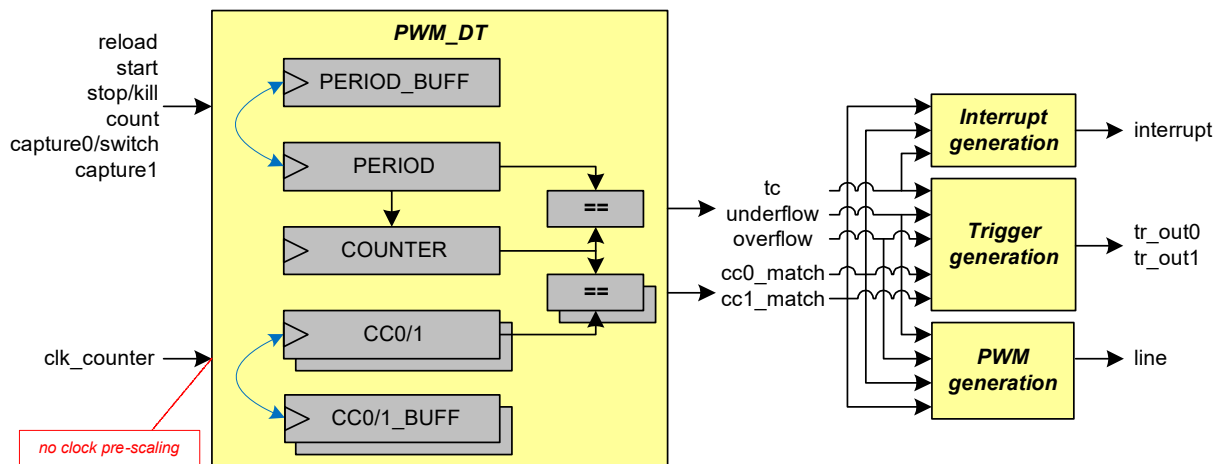 reload
start
stop/kill
count
capture0/switch
capture1
clk_counter
no clock pre-scaling
PWM_DT
PERIOD_BUFF
PERIOD
COUNTER
CC0/1
CC0/1_BUFF
==
==
tc
underflow
overflow
cc0_match
cc1_match
Interrupt
generation
Trigger
generation
PWM
generation
interrupt
tr_out0
tr_out1
line